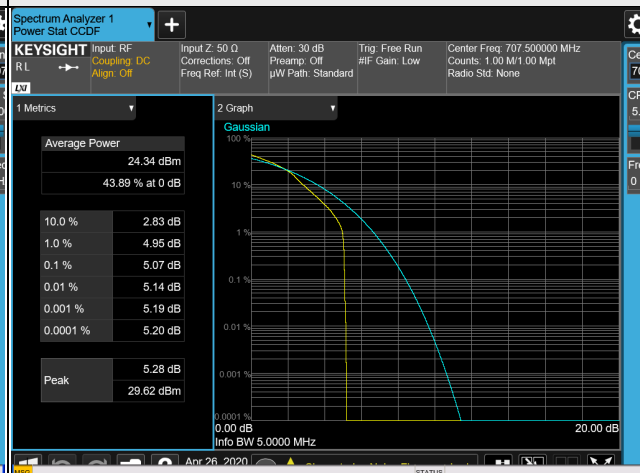 Spectrum Analyzer 1
Power Stat CCDF
KEYSIGHT
RL
LXI
Input: RF
Coupling: DC
Align: Off
Input Z: 50 Ω
Corrections: Off
Freq Ref: Int (S)
Atten: 30 dB
Preamp: Off
µW Path: Standard
Trig: Free Run
#IF Gain: Low
Center Freq: 707.500000 MHz
Counts: 1.00 M/1.00 Mpt
Radio Std: None
1 Metrics
Average Power
24.34 dBm
43.89 % at 0 dB
10.0 % 2.83 dB
1.0 % 4.95 dB
0.1 % 5.07 dB
0.01 % 5.14 dB
0.001 % 5.19 dB
0.0001 % 5.20 dB
Peak
5.28 dB
29.62 dBm
2 Graph
Gaussian
100 %
10 %
1 %
0.1 %
0.01 %
0.001 %
0.0001 %
0.00 dB 20.00 dB
Info BW 5.0000 MHz
Apr 26, 2020
MSG STATUS